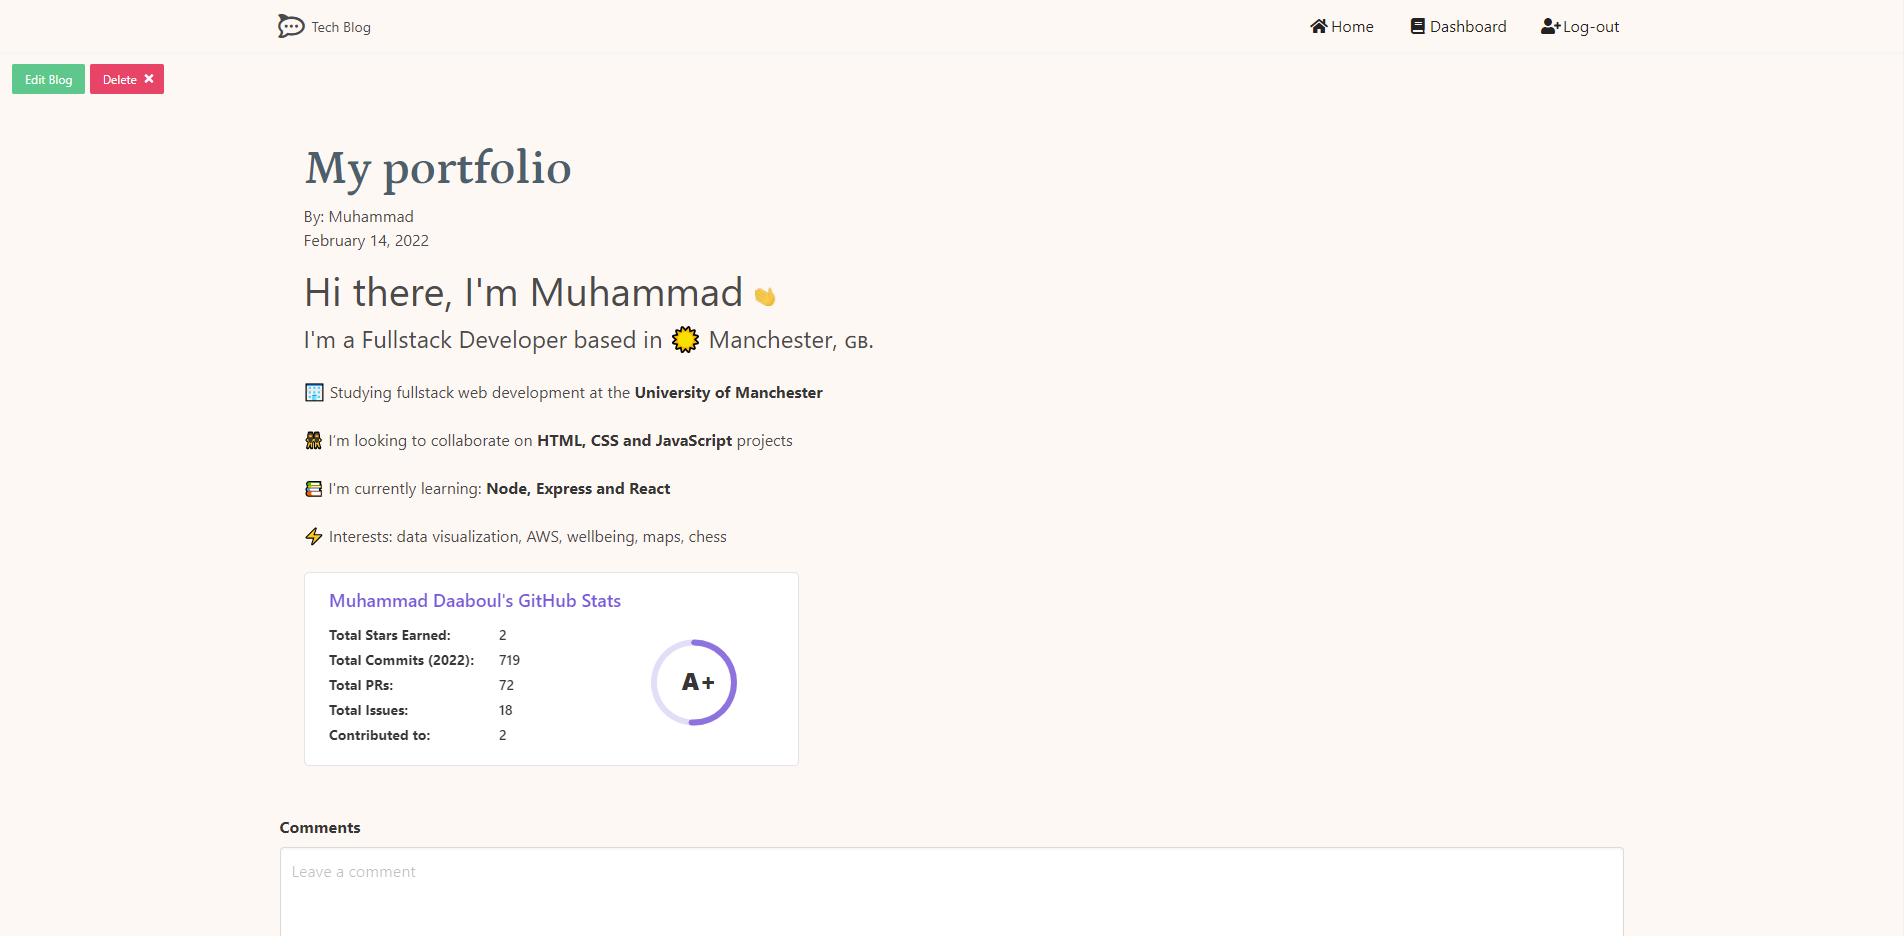 Tech Blog
Home Dashboard Log-out
Edit Blog Delete
My portfolio
By: Muhammad
February 14, 2022
Hi there, I'm Muhammad
I'm a Fullstack Developer based in Manchester, GB.
Studying fullstack web development at the University of Manchester
I'm looking to collaborate on HTML, CSS and JavaScript projects
I'm currently learning: Node, Express and React
Interests: data visualization, AWS, wellbeing, maps, chess
Muhammad Daaboul's GitHub Stats
Total Stars Earned: 2
Total Commits (2022): 719
Total PRs: 72
Total Issues: 18
Contributed to: 2
A+
Comments
Leave a comment